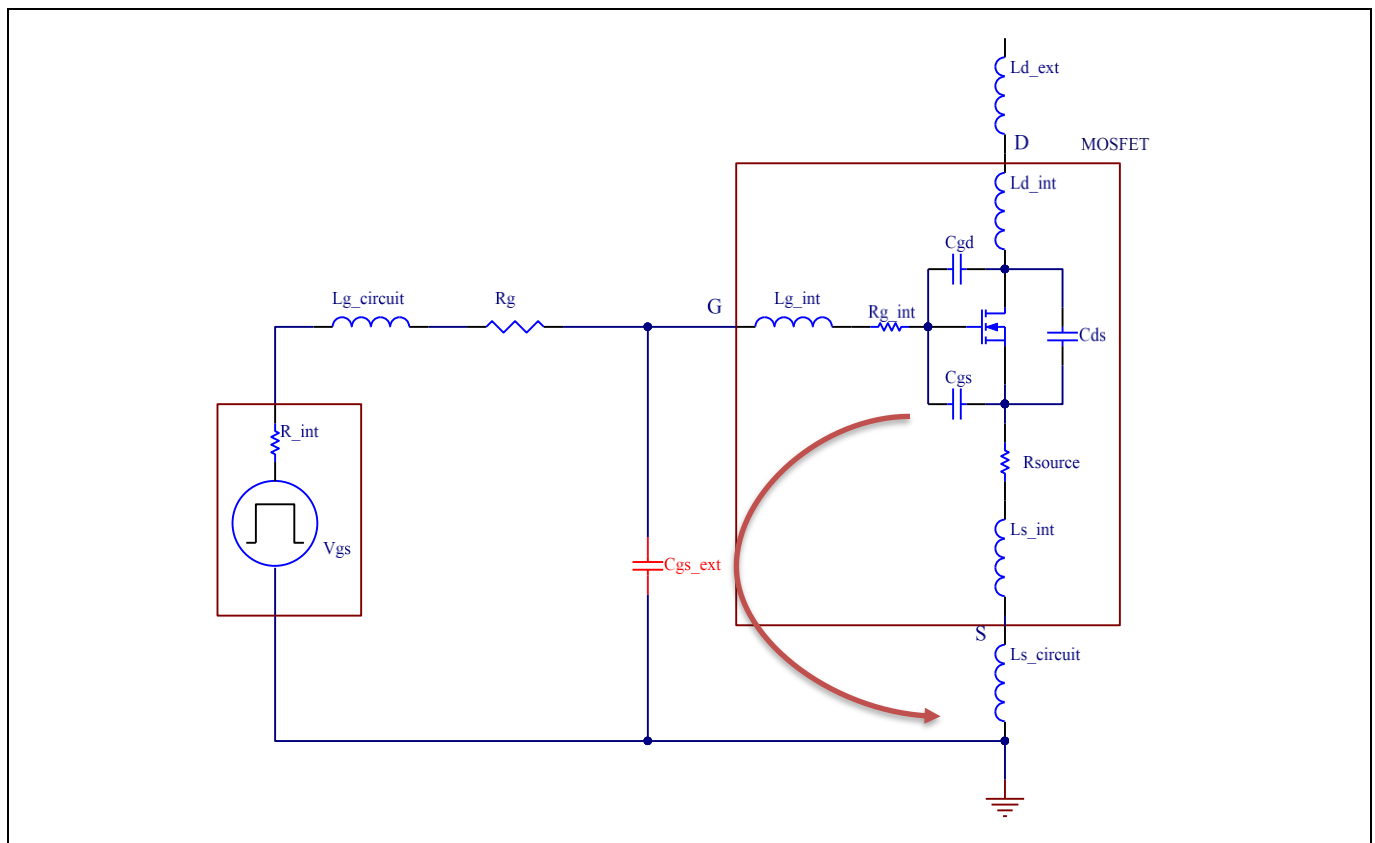 Ld_ext
D
MOSFET
Ld_int
Cgd
Lg_circuit
Rg
G
Lg_int
Rg_int
Cds
Cgs
R_int
Rsource
Ls_int
Vgs
Cgs_ext
S
Ls_circuit